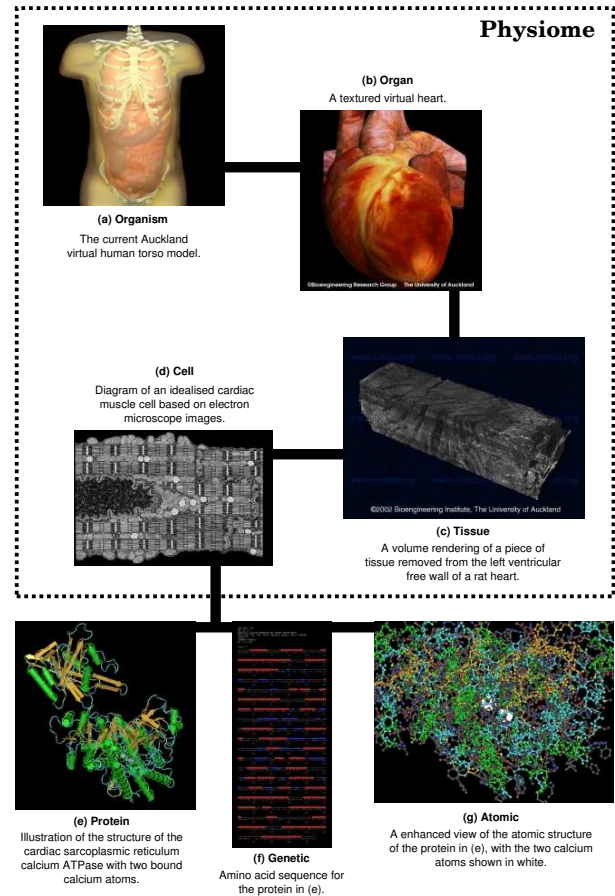 Physiome
(b) Organ
A textured virtual heart.
©Bioengineering Research Group The University of Auckland
(a) Organism
The current Auckland
virtual human torso model.
(d) Cell
Diagram of an idealised cardiac
muscle cell based on electron
microscope images.
©2002 Bioengineering Institute, The University of Auckland
(c) Tissue
A volume rendering of a piece of
tissue removed from the left ventricular
free wall of a rat heart.
(e) Protein
Illustration of the structure of the
cardiac sarcoplasmic reticulum
calcium ATPase with two bound
calcium atoms.
(f) Genetic
Amino acid sequence for
the protein in (e).
(g) Atomic
A enhanced view of the atomic structure
of the protein in (e), with the two calcium
atoms shown in white.